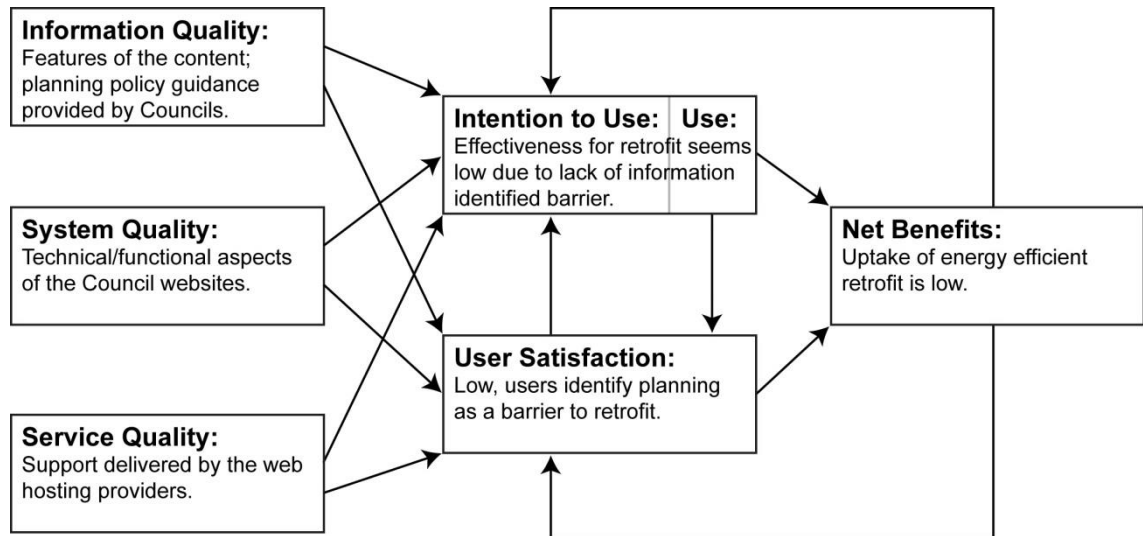 Information Quality:
Features of the content;
planning policy guidance
provided by Councils.
System Quality:
Technical/functional aspects
of the Council websites.
Service Quality:
Support delivered by the web
hosting providers.
Intention to Use: Use:
Effectiveness for retrofit seems
low due to lack of information
identified barrier.
User Satisfaction:
Low, users identify planning
as a barrier to retrofit.
Net Benefits:
Uptake of energy efficient
retrofit is low.